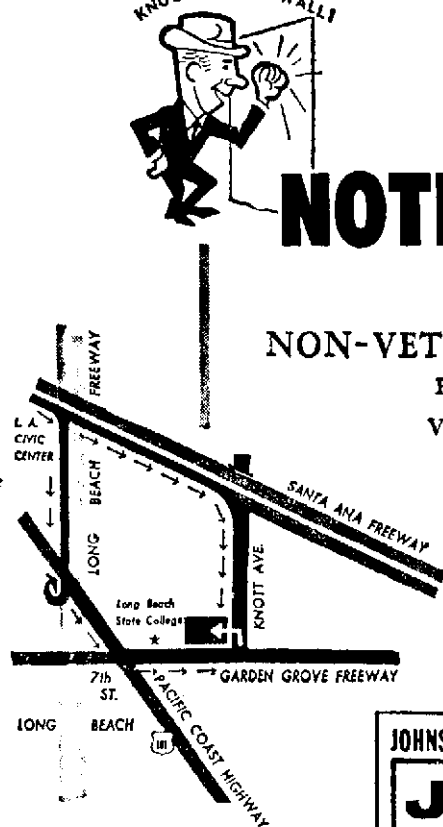 NON-VET
L. A.
CIVIC
CENTER
LONG BEACH FREEWAY
SANTA ANA FREEWAY
KNOTT AVE.
Long Beach
State College
7th
ST.
GARDEN GROVE FREEWAY
LONG BEACH
101
PACIFIC COAST HIGHWAY
JOHNS
J